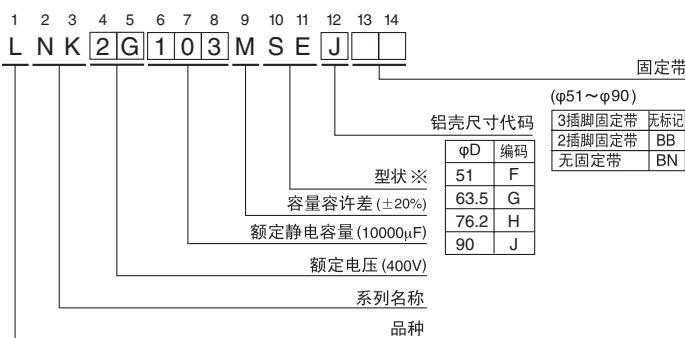 1 2 3 4 5 6 7 8 9 10 11 12 13 14
L N K 2 G 1 0 3 M S E J
固定带
(φ51～φ90)
3插脚固定带 无标记
2插脚固定带 BB
无固定带 BN
铝壳尺寸代码
φD 编码
51 F
63.5 G
76.2 H
90 J
型状※
容量容许差(±20%)
额定静电容量(10000μF)
额定电压(400V)
系列名称
品种